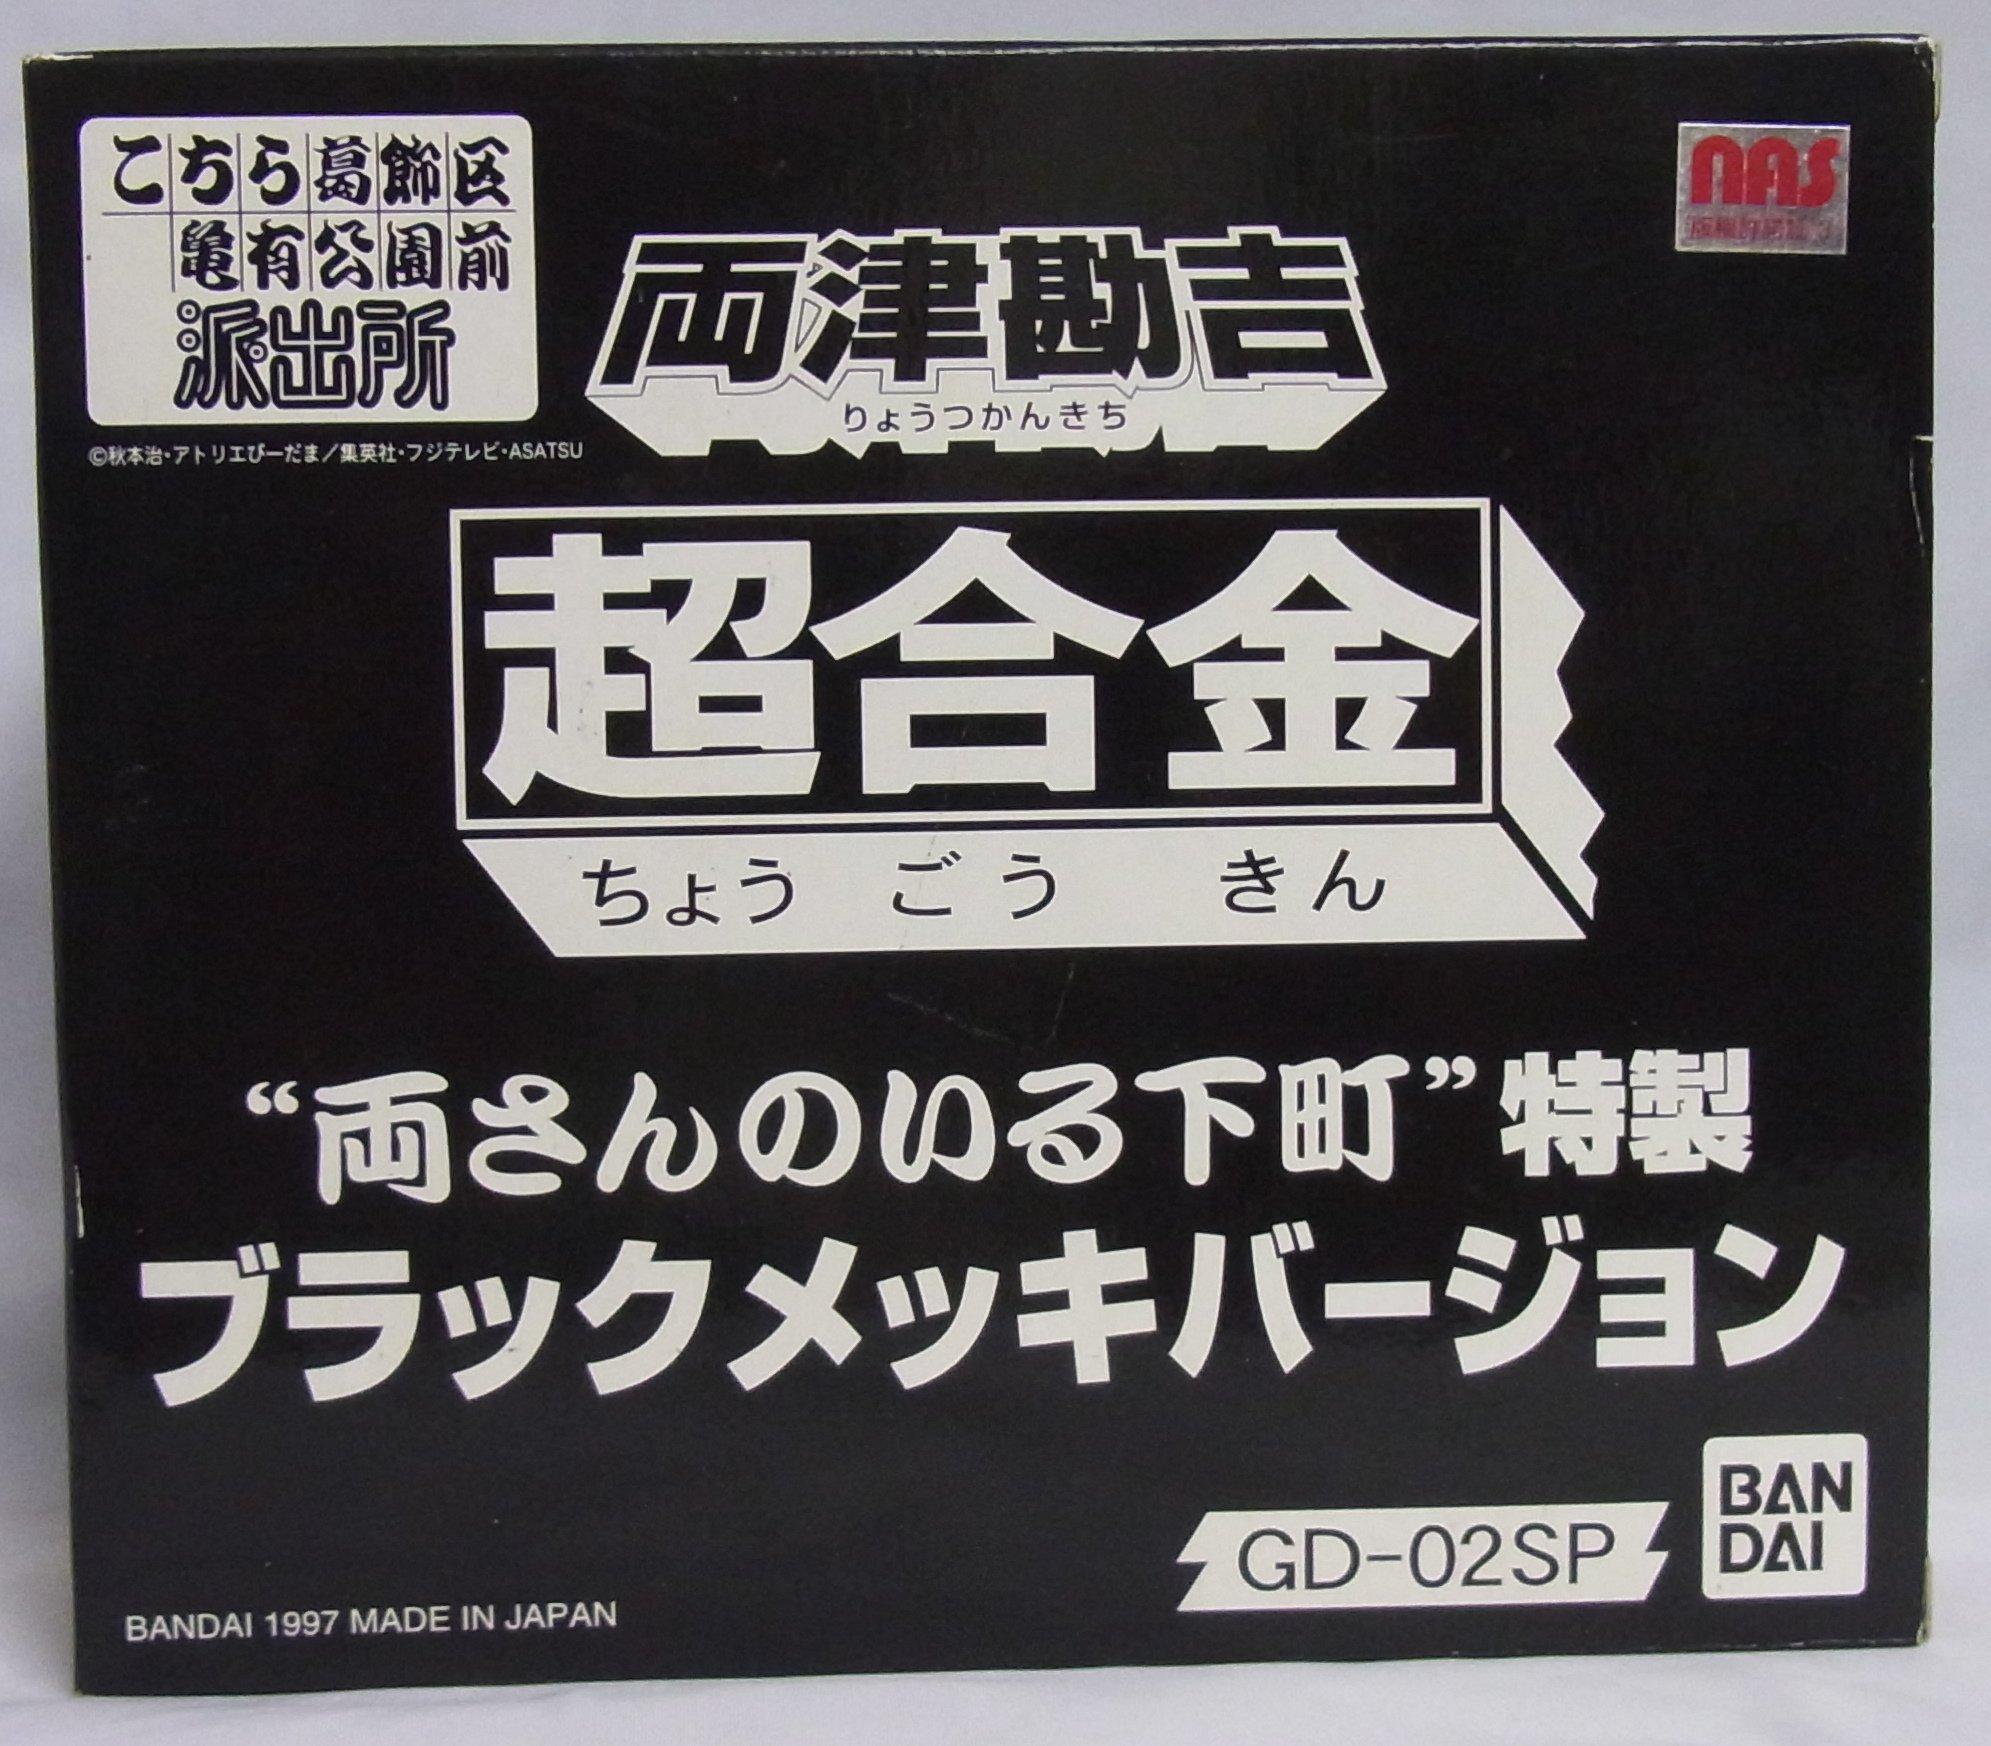 こちら葛飾区
亀有公園前
派出所
©秋本治・アトリエびーだま／集英社・フジテレビ・ASATSU
nas
両津勘吉
りょうつかんきち
超合金
ちょうごうきん
“両さんのいる下町”特製
ブラックメッキバージョン
GD-02SP
BAN
DAI
BANDAI 1997 MADE IN JAPAN